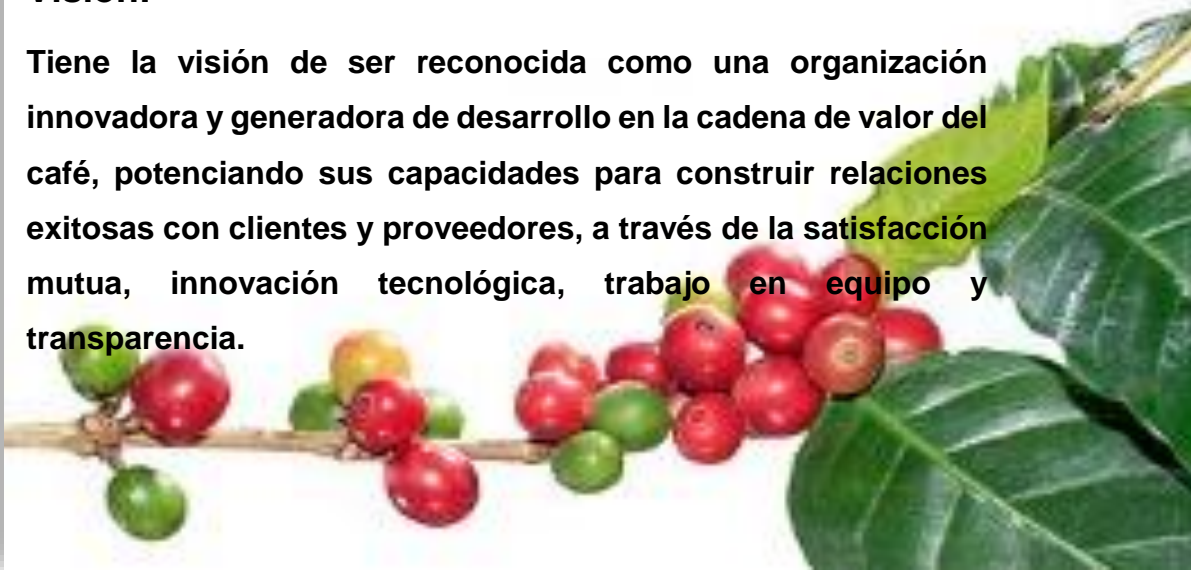 Visión:
Tiene la visión de ser reconocida como una organización
innovadora y generadora de desarrollo en la cadena de valor del
café, potenciando sus capacidades para construir relaciones
exitosas con clientes y proveedores, a través de la satisfacción
mutua, innovación tecnológica, trabajo en equipo y
transparencia.